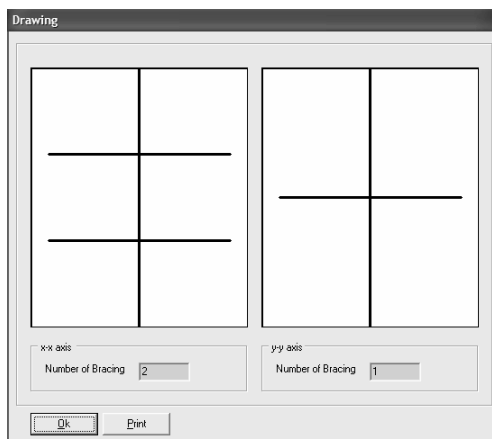 Drawing
x-x axis
Number of Bracing 2
y-y axis
Number of Bracing 1
Ok Print